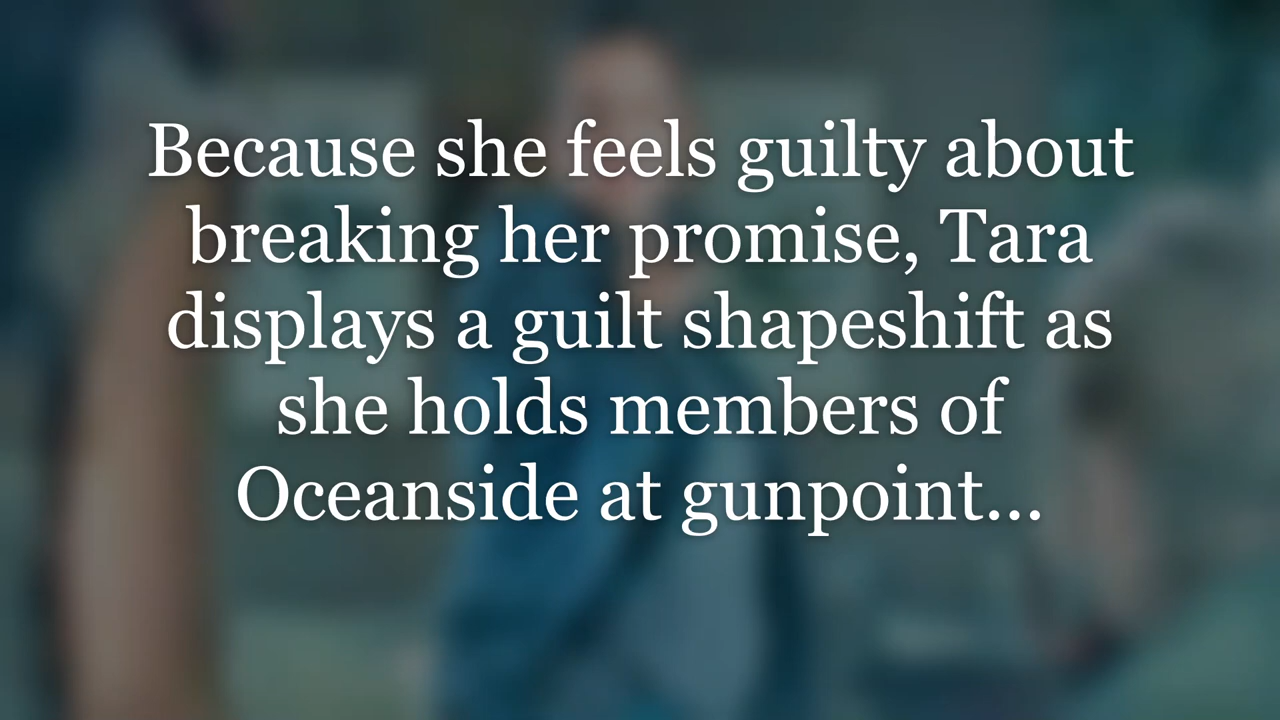 Because she feels guilty about
breaking her promise, Tara
displays a guilt shapeshift as
she holds members of
Oceanside at gunpoint...